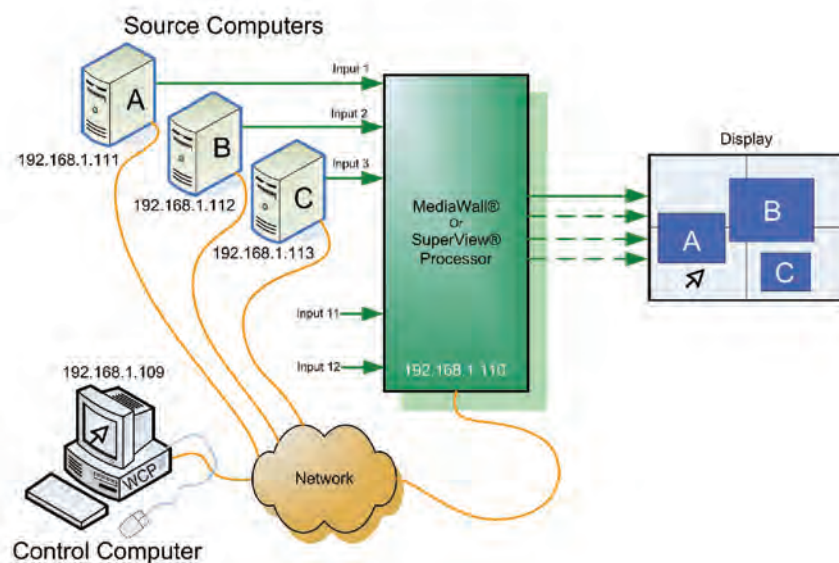 Source Computers
A
192.168.1.111
B
192.168.1.112
C
192.168.1.113
Input 1
Input 2
Input 3
Input 11
Input 12
MediaWall®
Or
SuperView®
Processor
192.168.1.110
Display
A
B
C
192.168.1.109
WCP
Control Computer
Network